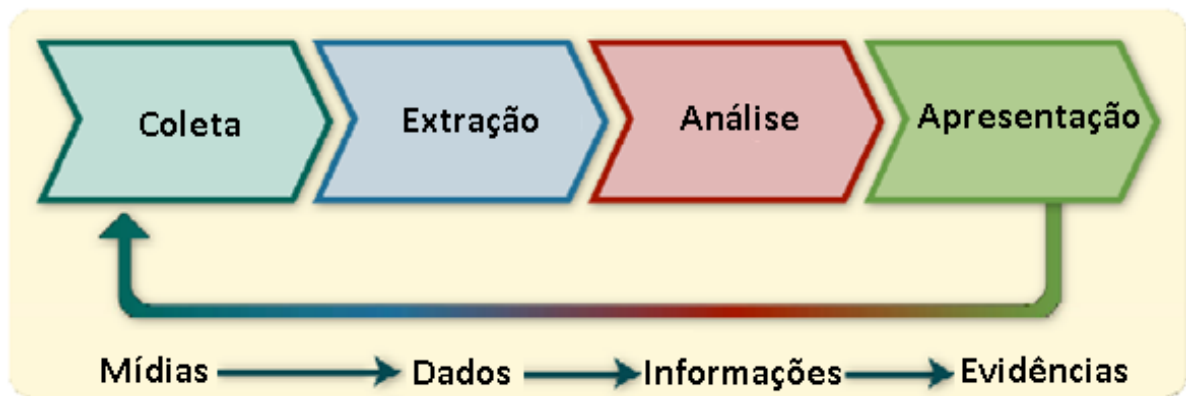 Coleta Extração Análise Apresentação
Mídias Dados Informações Evidências